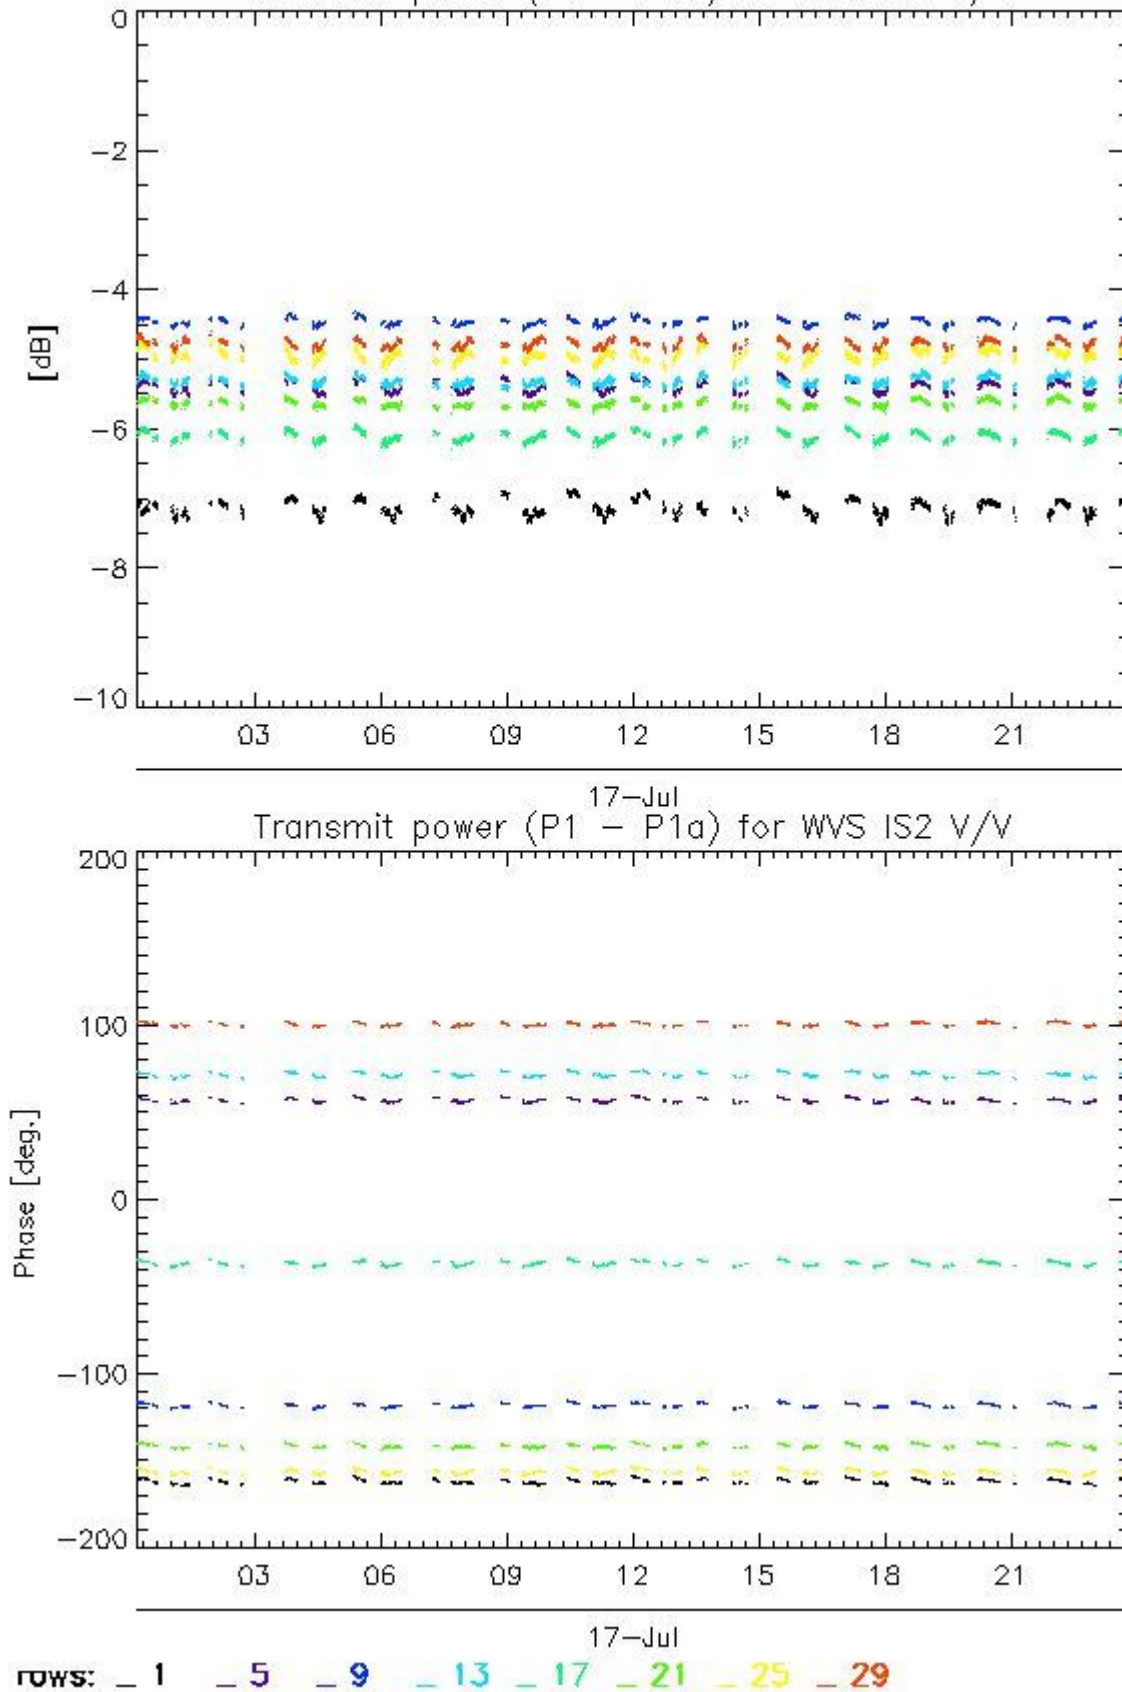 0
-2
-4
[dB]
-6
-8
-10
03 06 09 12 15 18 21
17-Jul
Transmit power (P1 - P1a) for WVS IS2 V/V
200
100
Phase [deg.]
0
-100
-200
03 06 09 12 15 18 21
17-Jul
rows: _ 1 _ 5 _ 9 _ 13 _ 17 _ 21 _ 25 _ 29